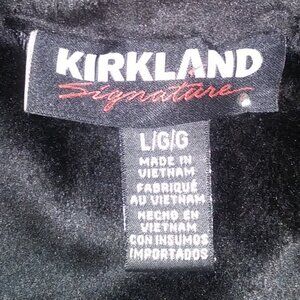 KIRKLAND
Signature
L/G/G
MADE IN
VIETNAM
FABRIQUÉ
AU VIETNAM
HECHO EN
VIETNAM
CON INSUMOS
IMPORTADOS